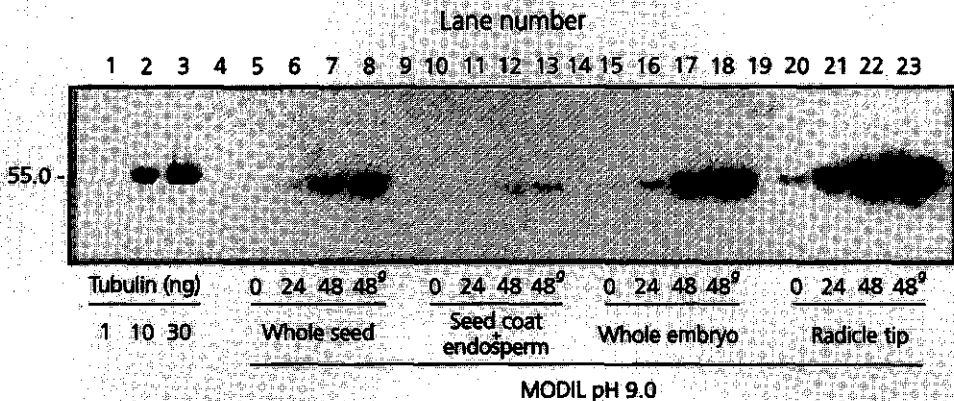 Lane number
1 2 3 4 5 6 7 8 9 10 11 12 13 14 15 16 17 18 19 20 21 22 23
55.0 -
Tubulin (ng) 0 24 48 48g 0 24 48 48g 0 24 48 48g 0 24 48 48g
1 10 30 Whole seed Seed coat + endosperm Whole embryo Radicle tip
MODIL pH 9.0